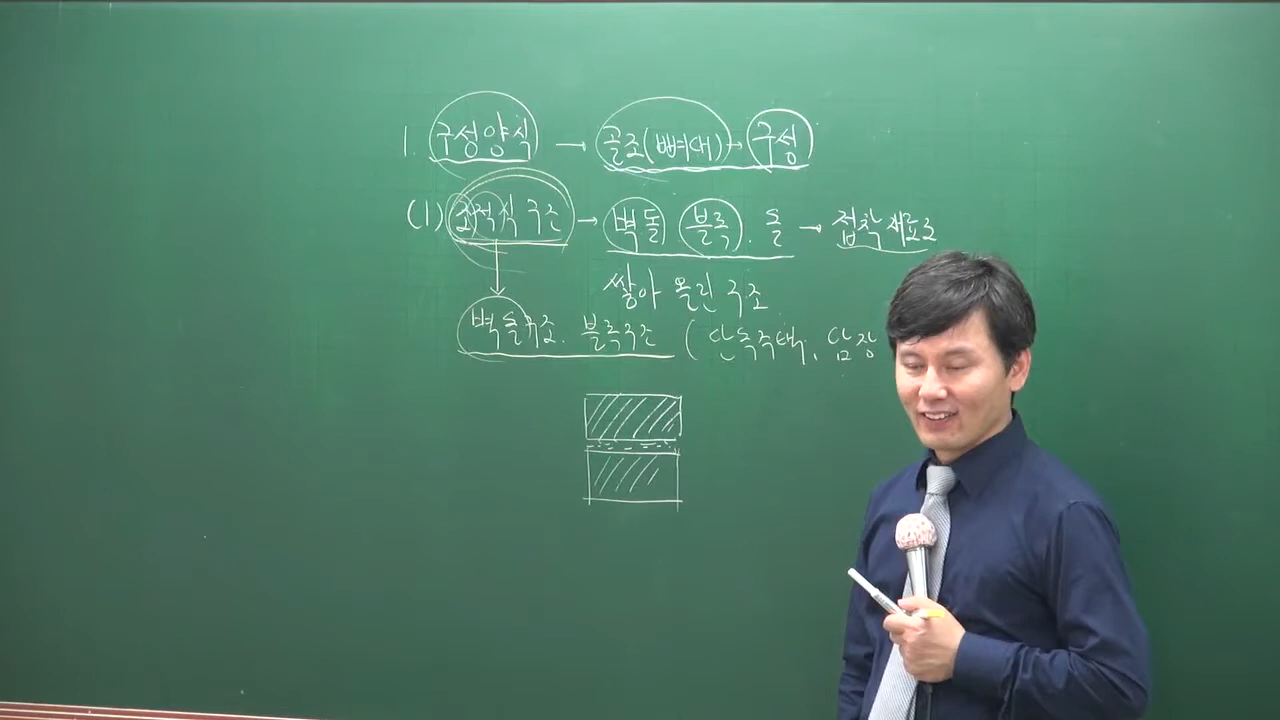 1. 구성양식 → 골조(뼈대) → 구성
(1) 조적식 구조 → 벽돌 블록. 돌 → 접착재료로
쌓아 올린 구조
벽돌구조. 블록구조 ( 단독주택, 담장